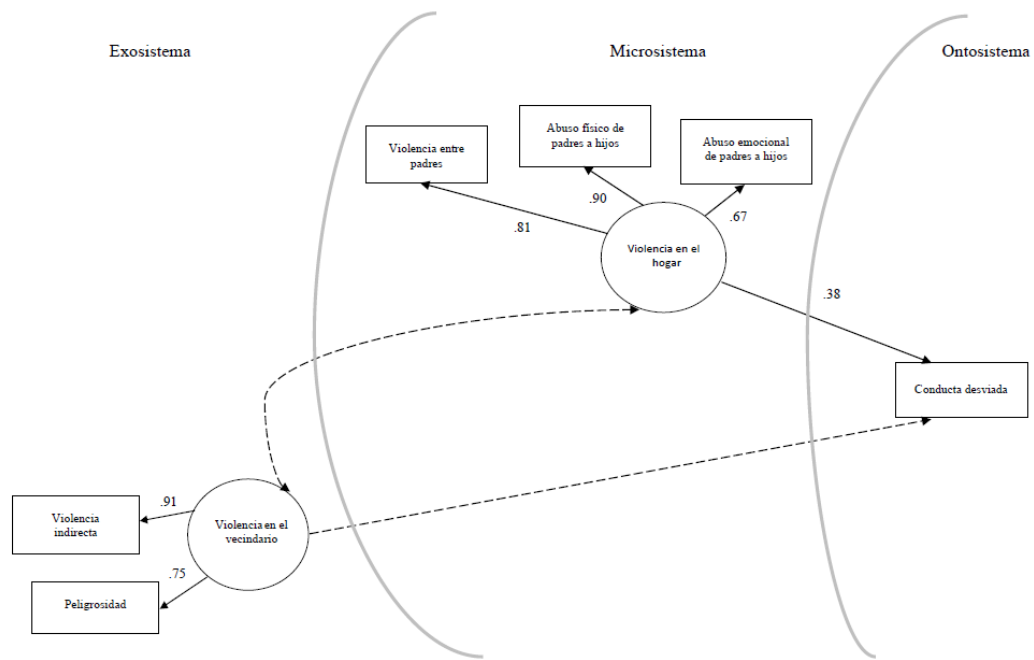 Exosistema
Microsistema
Ontosistema
Violencia entre
padres
Abuso físico de
padres a hijos
Abuso emocional
de padres a hijos
.81
.90
.67
Violencia en el
hogar
.38
Conducta desviada
Violencia
indirecta
.91
Violencia en el
vecindario
.75
Peligrosidad